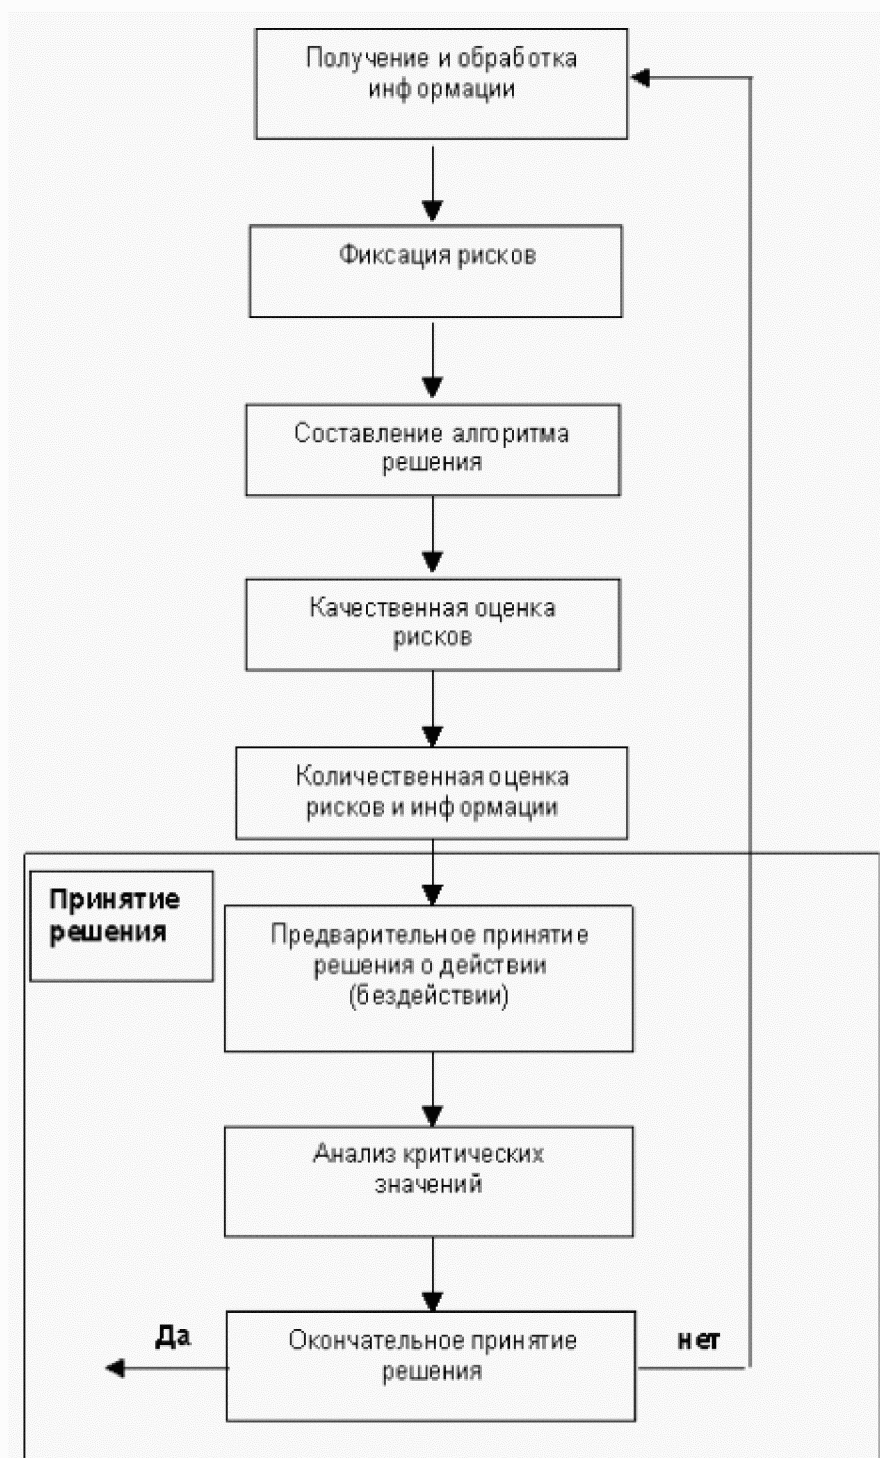 Получение и обработка
информации
Фиксация рисков
Составление алгоритма
решения
Качественная оценка
рисков
Количественная оценка
рисков и информации
Принятие
решения
Предварительное принятие
решения о действии
(бездействии)
Анализ критических
значений
Да
Окончательное принятие
решения
нет